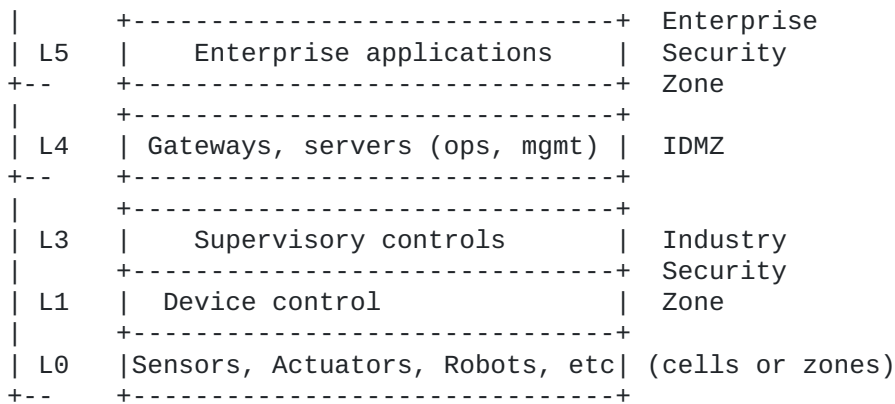 |       +-------------------------------+  Enterprise
| L5    |    Enterprise applications    |  Security
+--     +-------------------------------+  Zone
|       +-------------------------------+
| L4    | Gateways, servers (ops, mgmt) |  IDMZ
+--     +-------------------------------+
|       +-------------------------------+
| L3    |    Supervisory controls       |  Industry
|       +-------------------------------+  Security
| L1    |  Device control               |  Zone
|       +-------------------------------+
| L0    |Sensors, Actuators, Robots, etc| (cells or zones)
+--     +-------------------------------+